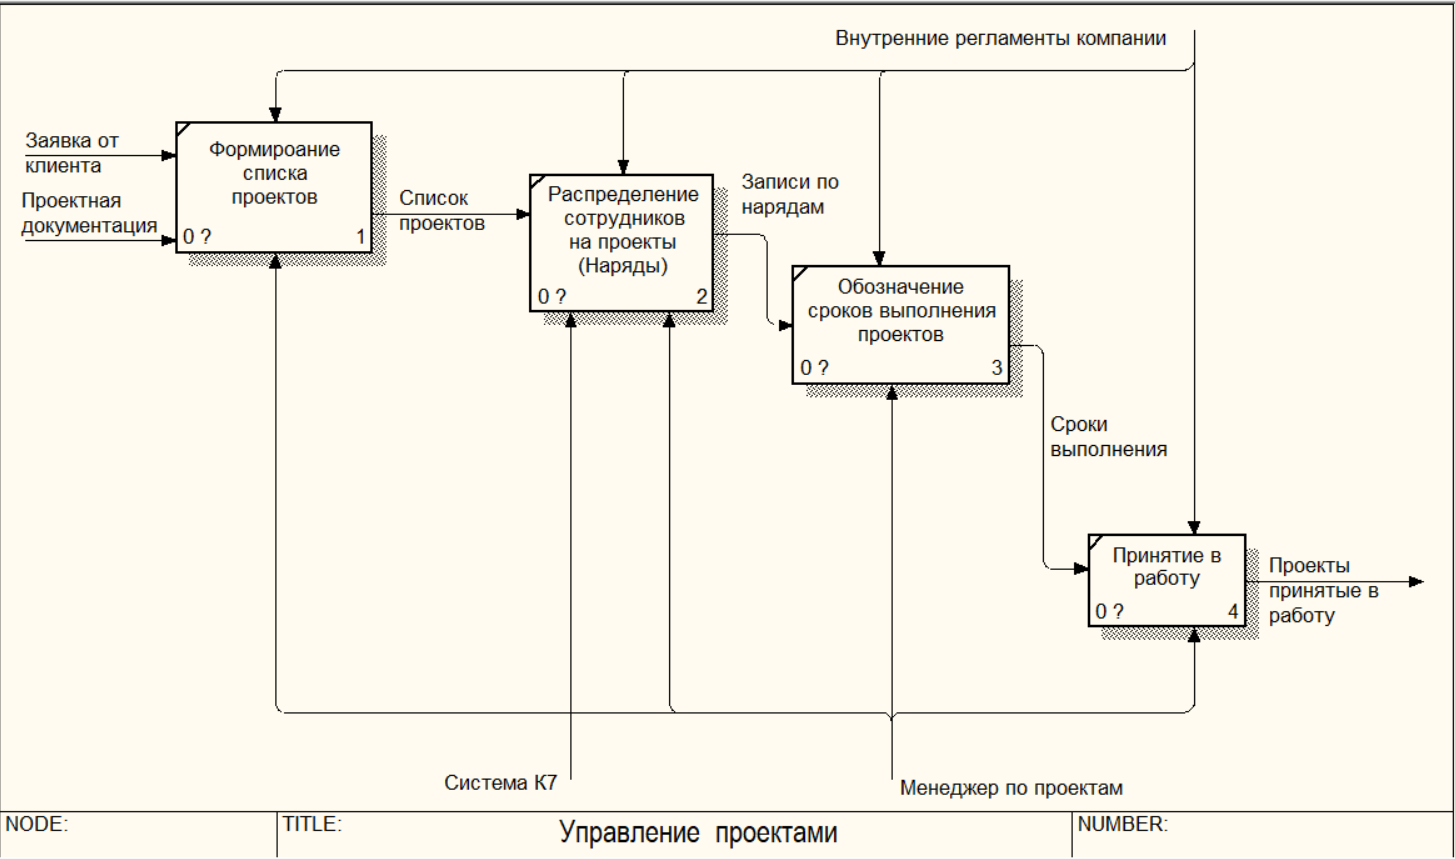 Внутренние регламенты компании
Заявка от
клиента
Проектная
документация
Формироание
списка
проектов
0 ?
1
Список
проектов
Распределение
сотрудников
на проекты
(Наряды)
0 ?
2
Записи по
нарядам
Обозначение
сроков выполнения
проектов
0 ?
3
Сроки
выполнения
Принятие в
работу
0 ?
4
Проекты
принятые в
работу
Система К7
Менеджер по проектам
NODE:
TITLE:
Управление проектами
NUMBER: